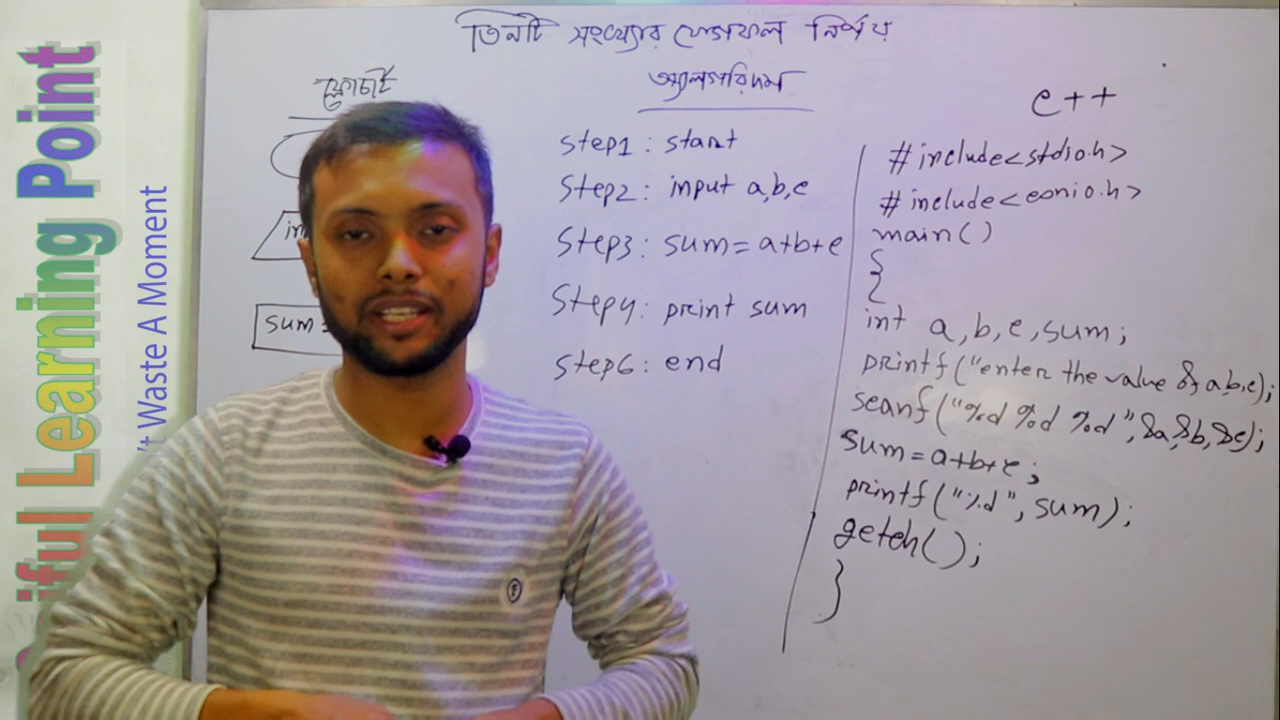 তিনটি সংখ্যার যোগফল নির্ণয়
ফ্লোচার্ট
in
sum=
অ্যালগরিদম
Step1: start
Step2: input a,b,c
Step3: sum=a+b+c
Step4: print sum
Step6: end
c++
#include<stdio.h>
#include<conio.h>
main()
{
int a,b,c,sum;
printf("enter the value of a,b,c);
scanf("%d %d %d",&a,&b,&c);
sum=a+b+c;
printf("%d", sum);
getch();
}
iful Learning Point
't Waste A Moment